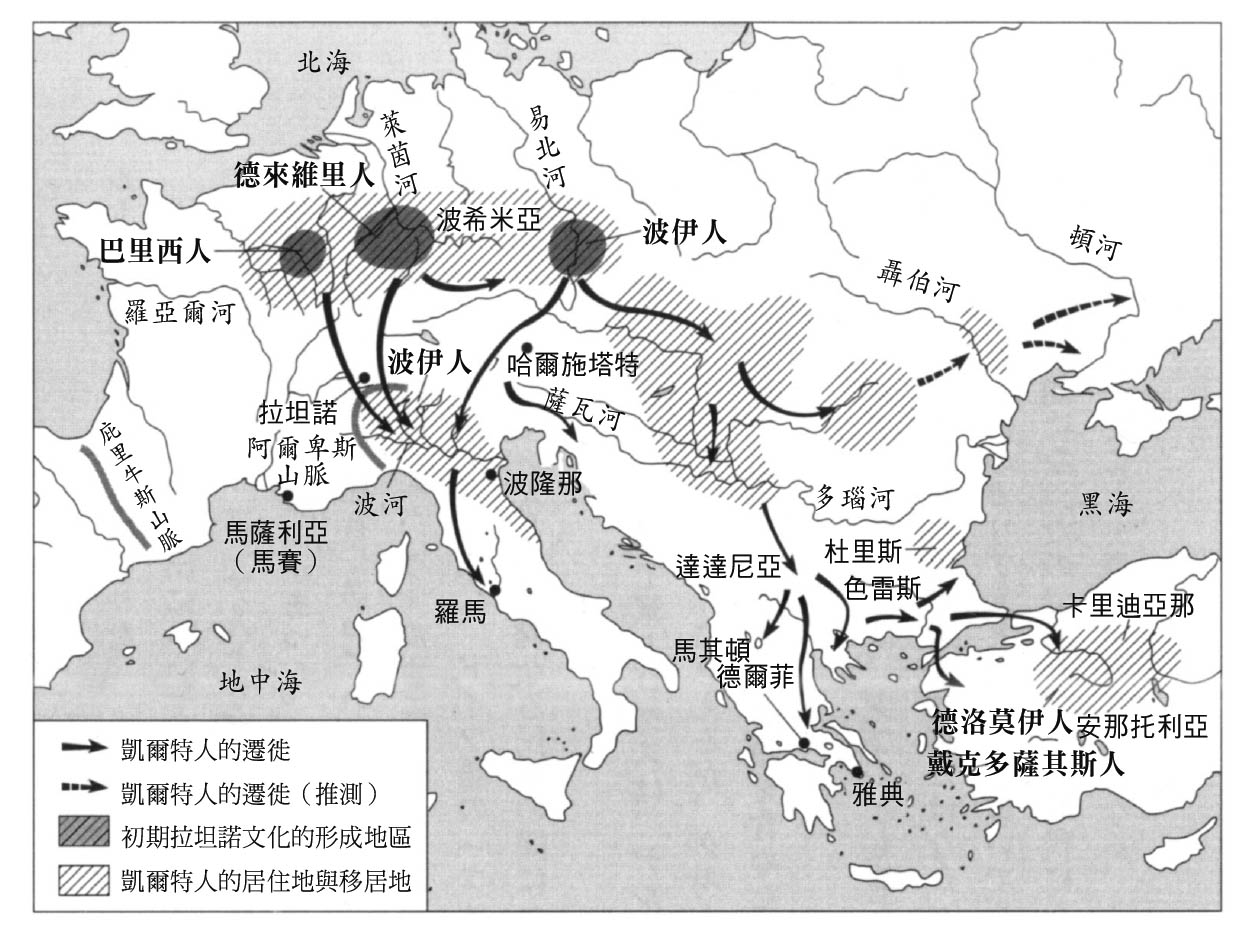 北海
萊茵河
易北河
德來維里人
波希米亞
波伊人
巴里西人
頓河
聶伯河
羅亞爾河
波伊人
哈爾施塔特
薩瓦河
拉坦諾
阿爾卑斯
山脈
庇里牛斯山脈
波河
波隆那
多瑙河
黑海
馬薩利亞
（馬賽）
杜里斯
達達尼亞
色雷斯
卡里迪亞那
羅馬
馬其頓
德爾菲
地中海
德洛莫伊人
安那托利亞
戴克多薩其斯人
雅典
凱爾特人的遷徙
凱爾特人的遷徙（推測）
初期拉坦諾文化的形成地區
凱爾特人的居住地與移居地